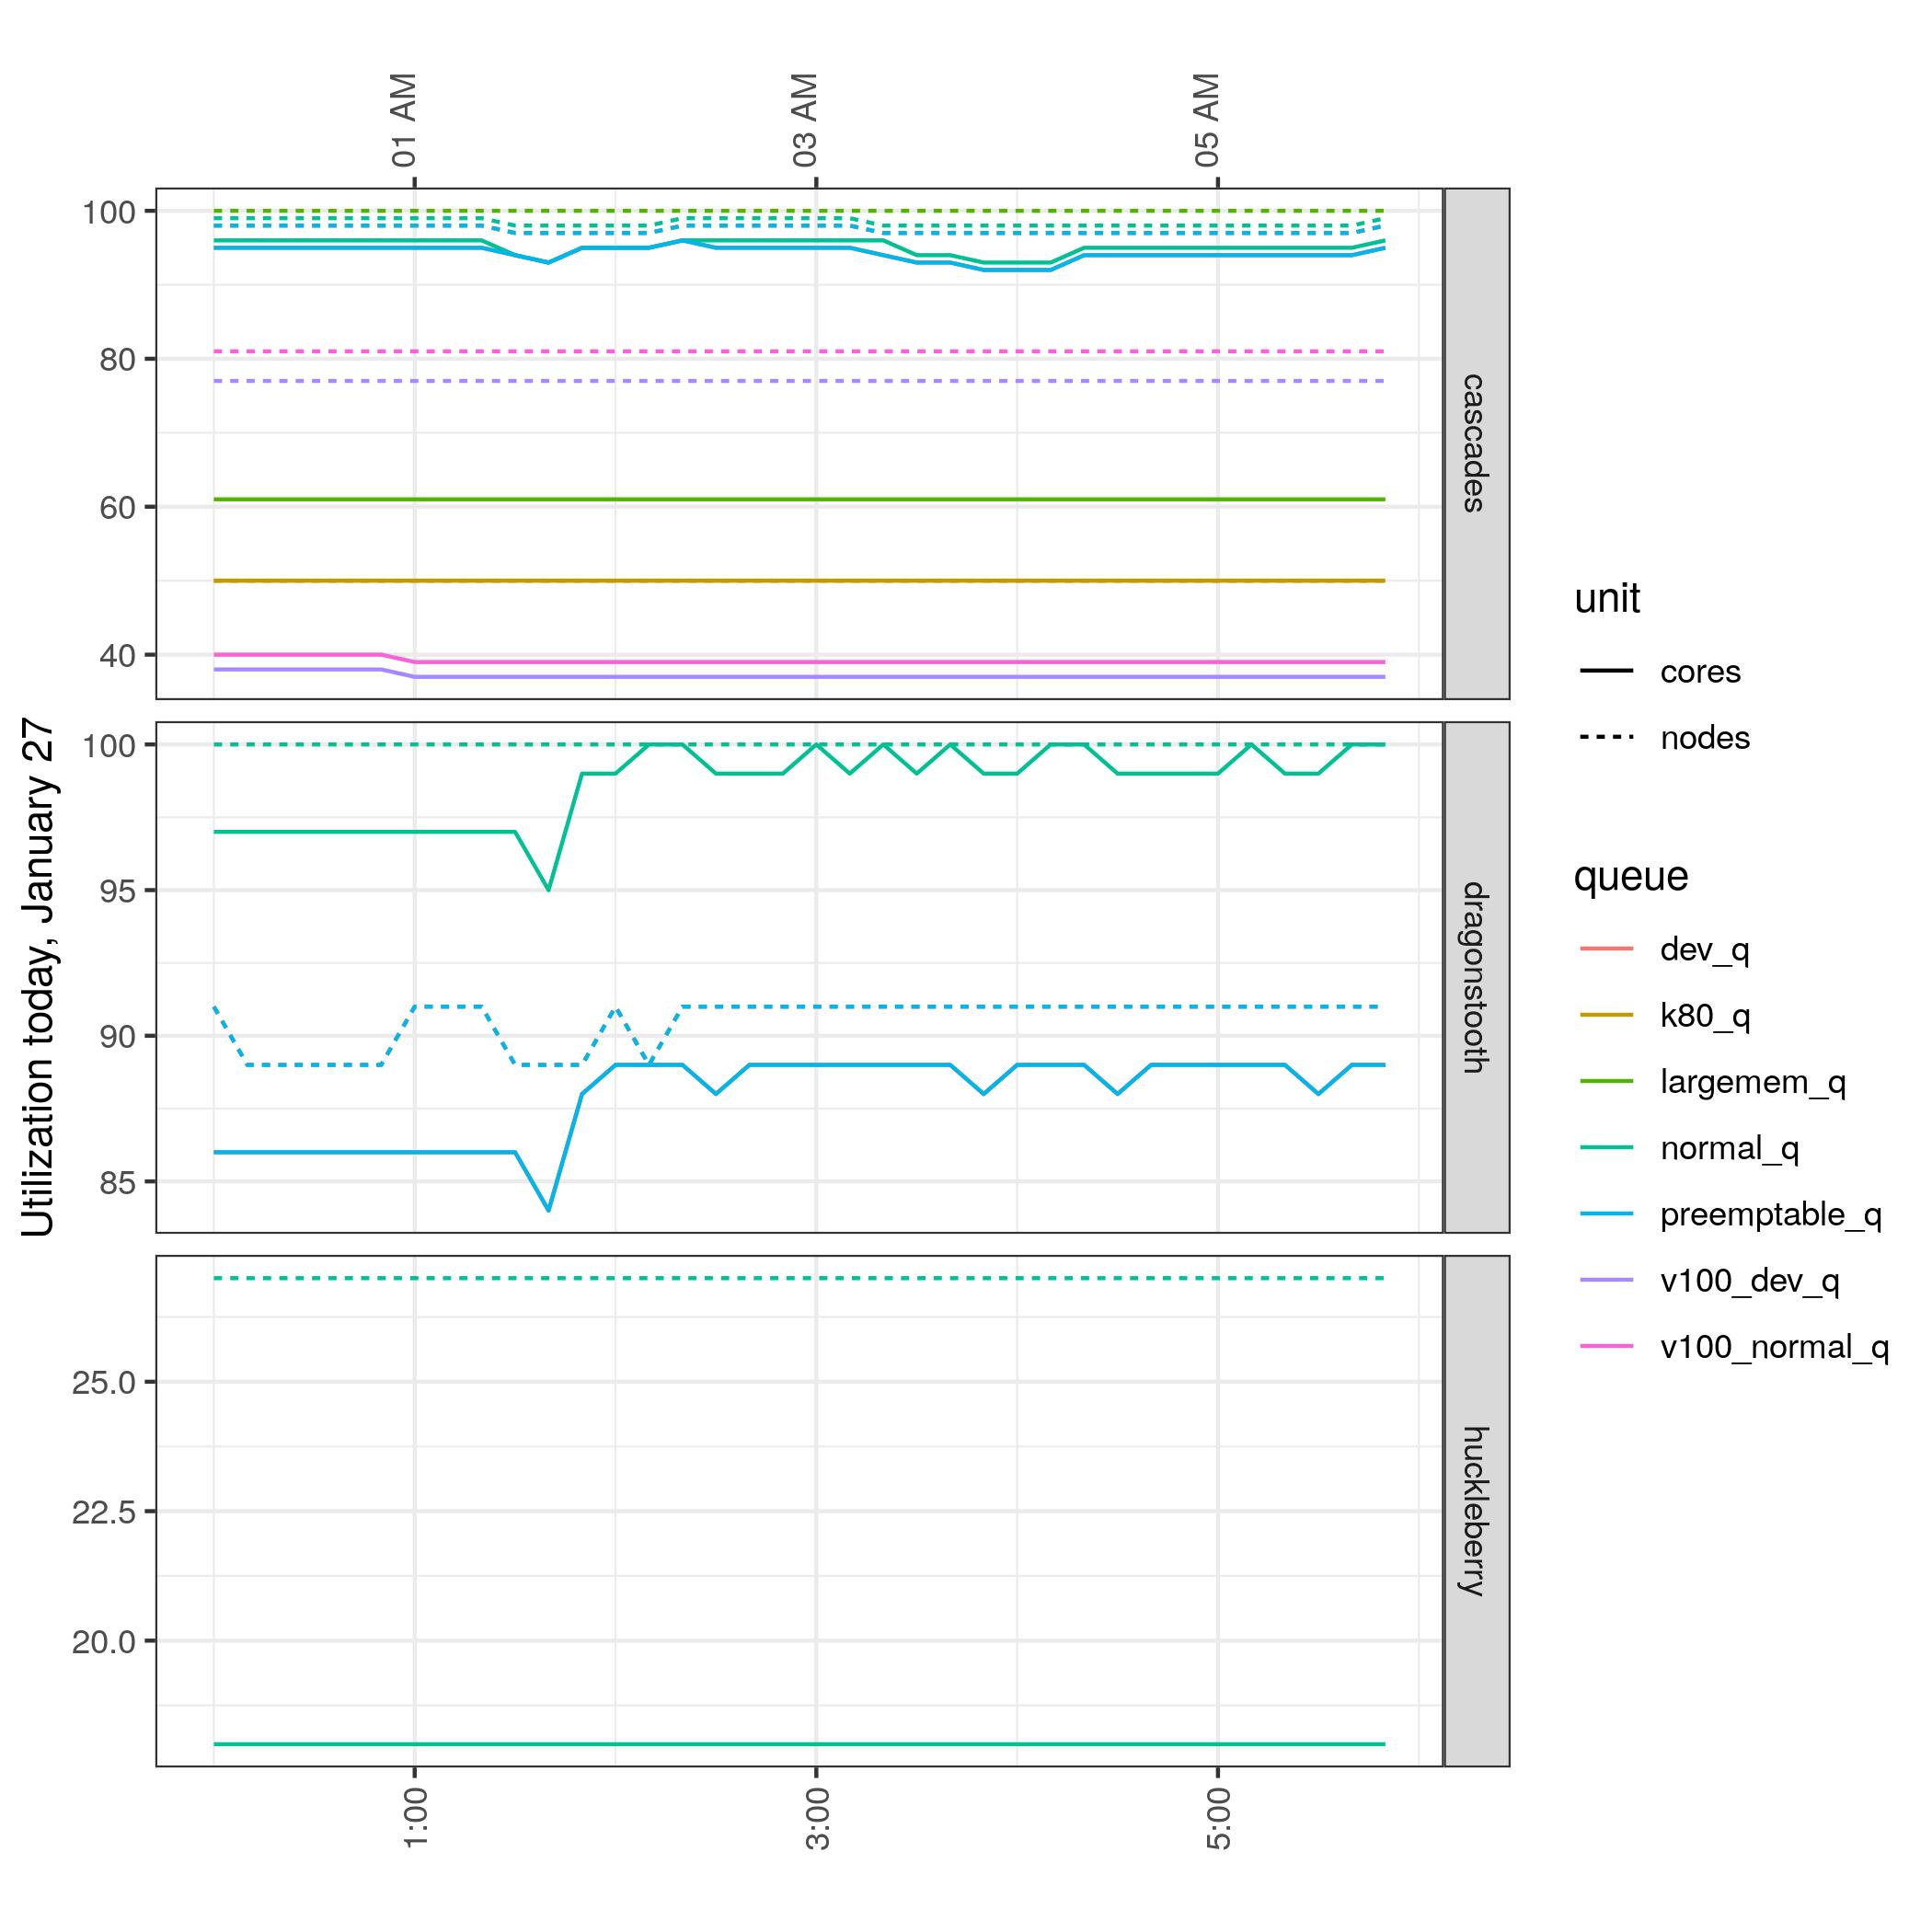 01 AM
03 AM
05 AM
Utilization today, January 27
100
80
60
40
cascades
100
95
90
85
dragonstooth
25.0
22.5
20.0
huckleberry
1:00
3:00
5:00
unit
cores
nodes
queue
dev_q
k80_q
largemem_q
normal_q
preemptable_q
v100_dev_q
v100_normal_q